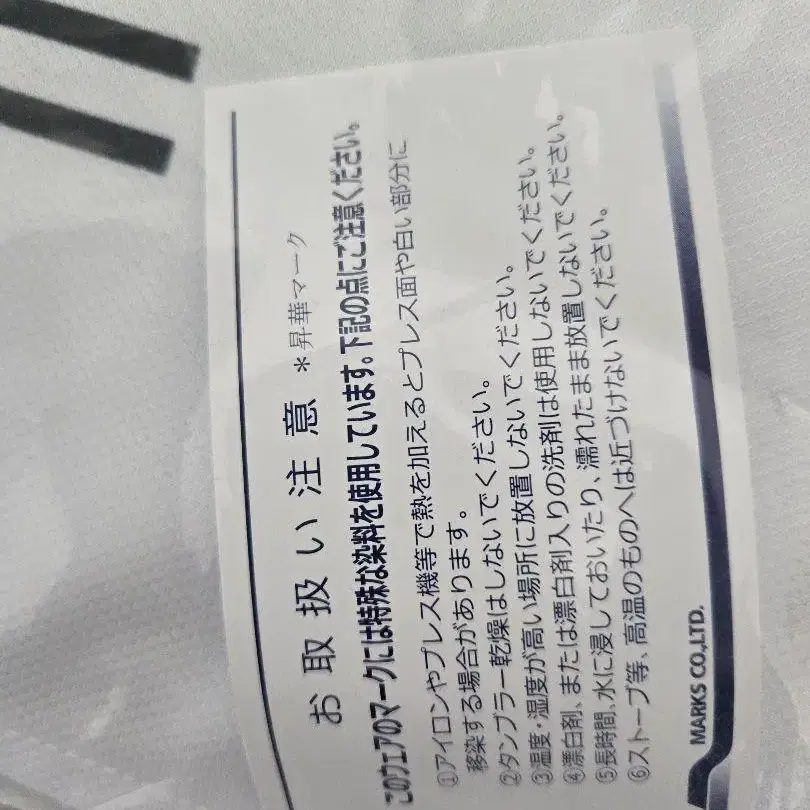 お取扱い注意 *昇華マーク
このウェアのマークには特殊な染料を使用しています。下記の点にご注意ください。
①アイロンやプレス機等で熱を加えるとプレス面や白い部分に
移染する場合があります。
②タンブラー乾燥はしないでください。
③温度・湿度が高い場所に放置しないでください。
④漂白剤、または漂白剤入りの洗剤は使用しないでください。
⑤長時間、水に浸しておいたり、濡れたまま放置しないでください。
⑥ストーブ等、高温のものへは近づけないでください。
MARKS CO.,LTD.